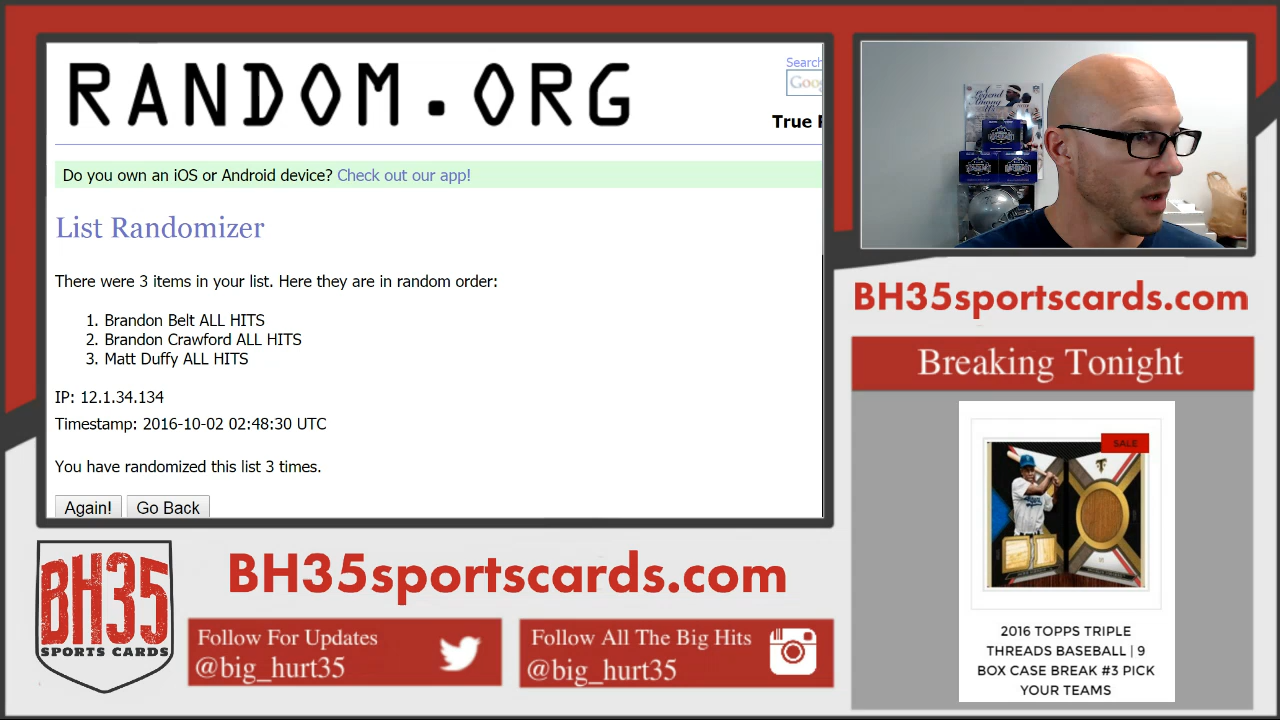 RANDOM.ORG
Search
Goo
True
Do you own an iOS or Android device? Check out our app!
List Randomizer
There were 3 items in your list. Here they are in random order:
1. Brandon Belt ALL HITS
2. Brandon Crawford ALL HITS
3. Matt Duffy ALL HITS
IP: 12.1.34.134
Timestamp: 2016-10-02 02:48:30 UTC
You have randomized this list 3 times.
Again! Go Back
A Legend
Among
BH35sportscards.com
Breaking Tonight
SALE
2016 TOPPS TRIPLE
THREADS BASEBALL | 9
BOX CASE BREAK #3 PICK
YOUR TEAMS
BH35
SPORTS CARDS
BH35sportscards.com
Follow For Updates
@big_hurt35
Follow All The Big Hits
@big_hurt35